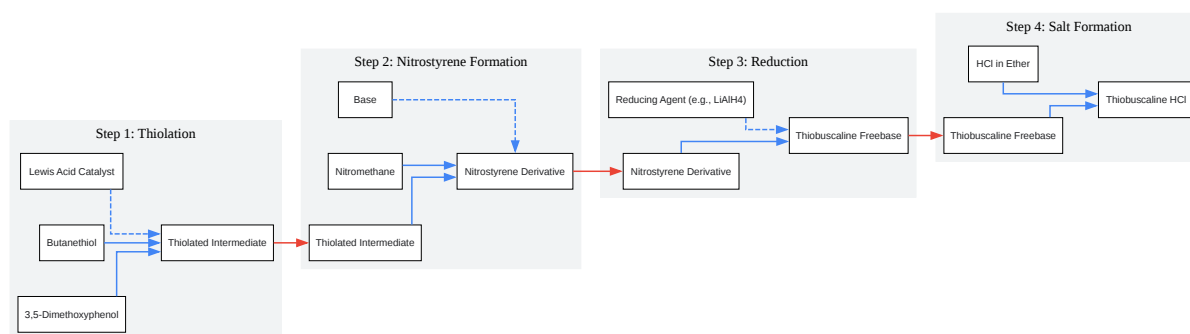 Step 1: Thiolation
Lewis Acid Catalyst
Butanethiol
Thiolated Intermediate
3,5-Dimethoxyphenol
Step 2: Nitrostyrene Formation
Base
Nitromethane
Nitrostyrene Derivative
Thiolated Intermediate
Step 3: Reduction
Reducing Agent (e.g., LiAlH4)
Thiobuscaline Freebase
Nitrostyrene Derivative
Step 4: Salt Formation
HCl in Ether
Thiobuscaline HCl
Thiobuscaline Freebase